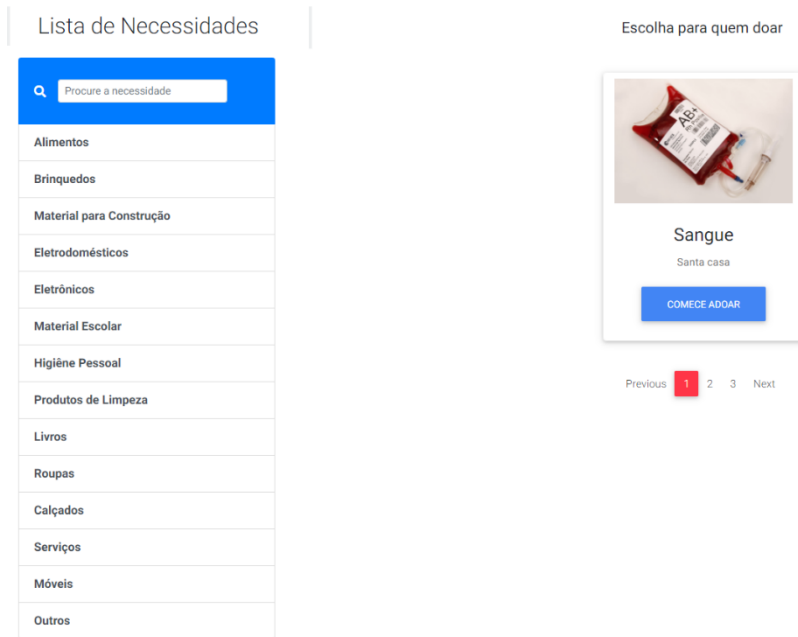 Lista de Necessidades
Procure a necessidade
Alimentos
Brinquedos
Material para Construção
Eletrodomésticos
Eletrônicos
Material Escolar
Higiêne Pessoal
Produtos de Limpeza
Livros
Roupas
Calçados
Serviços
Móveis
Outros
Escolha para quem doar
AB+
Sangue
Santa casa
COMECE ADOAR
Previous 1 2 3 Next